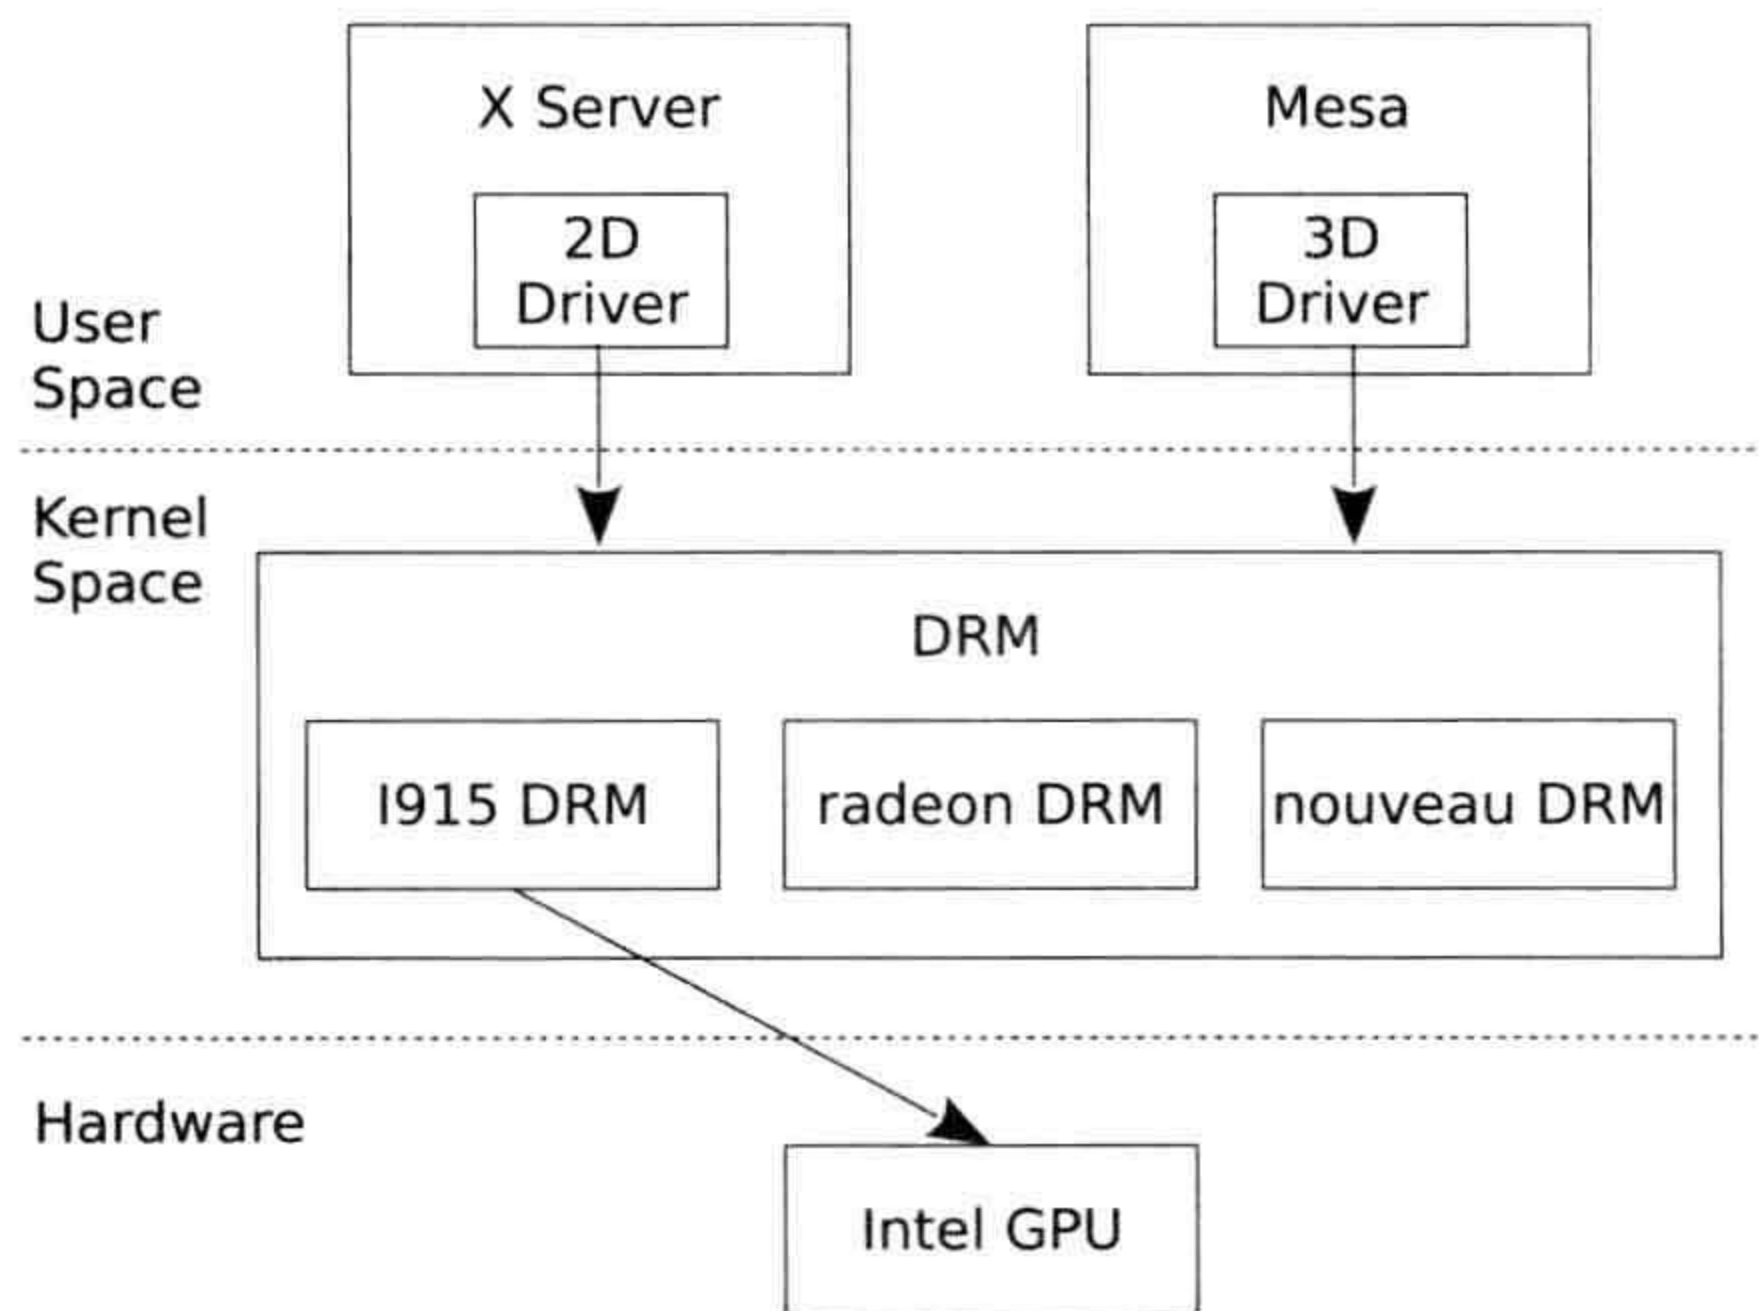 X Server
Mesa
2D
Driver
3D
Driver
User
Space
Kernel
Space
DRM
I915 DRM
radeon DRM
nouveau DRM
Hardware
Intel GPU